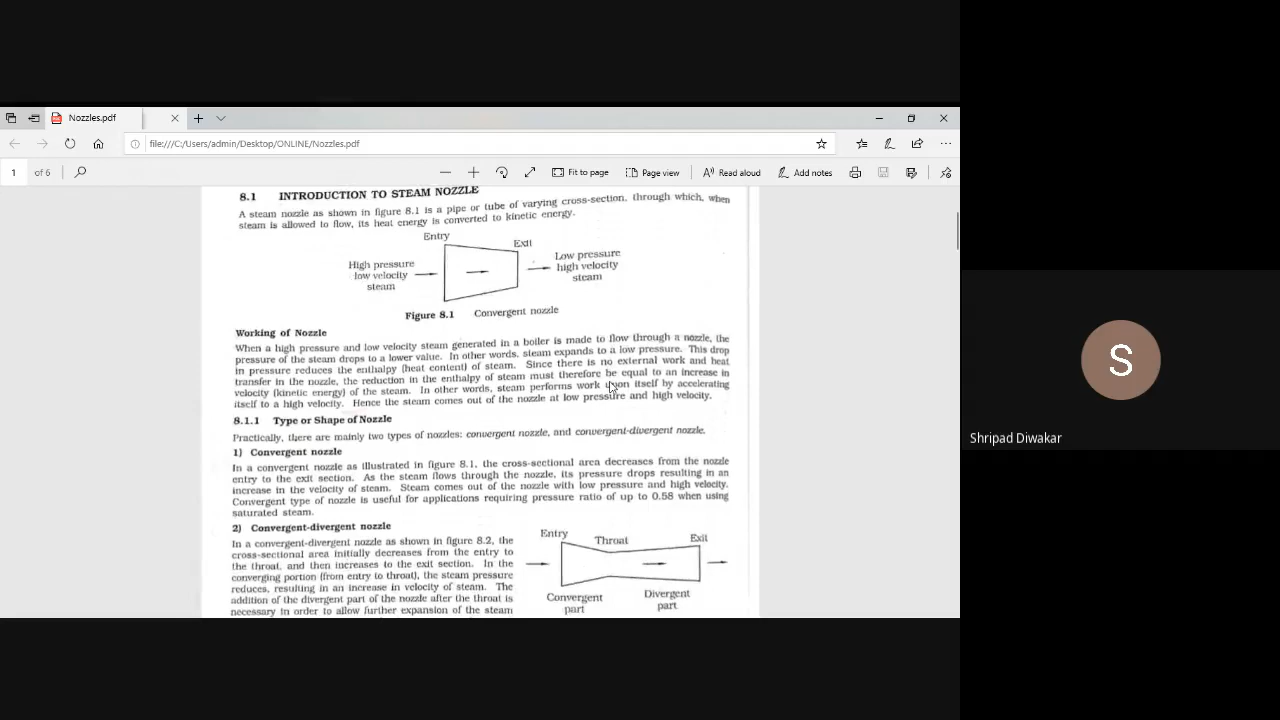 Nozzles.pdf
file:///C:/Users/admin/Desktop/ONLINE/Nozzles.pdf
1 of 6
Fit to page
Page view
Read aloud
Add notes
8.1 INTRODUCTION TO STEAM NOZZLE
A steam nozzle as shown in figure 8.1 is a pipe or tube of varying cross-section, through which, when
steam is allowed to flow, its heat energy is converted to kinetic energy.
Entry
Exit
High pressure
low velocity
steam
Low pressure
high velocity
steam
Figure 8.1 Convergent nozzle
Working of Nozzle
When a high pressure and low velocity steam generated in a boiler is made to flow through a nozzle, the
pressure of the steam drops to a lower value. In other words, steam expands to a low pressure. This drop
in pressure reduces the enthalpy (heat content) of steam. Since there is no external work and heat
transfer in the nozzle, the reduction in the enthalpy of steam must therefore be equal to an increase in
velocity (kinetic energy) of the steam. In other words, steam performs work upon itself by accelerating
itself to a high velocity. Hence the steam comes out of the nozzle at low pressure and high velocity.
8.1.1 Type or Shape of Nozzle
Practically, there are mainly two types of nozzles: convergent nozzle, and convergent-divergent nozzle.
1) Convergent nozzle
In a convergent nozzle as illustrated in figure 8.1, the cross-sectional area decreases from the nozzle
entry to the exit section. As the steam flows through the nozzle, its pressure drops resulting in an
increase in the velocity of steam. Steam comes out of the nozzle with low pressure and high velocity.
Convergent type of nozzle is useful for applications requiring pressure ratio of up to 0.58 when using
saturated steam.
2) Convergent-divergent nozzle
In a convergent-divergent nozzle as shown in figure 8.2, the
cross-sectional area initially decreases from the entry to
the throat, and then increases to the exit section. In the
converging portion (from entry to throat), the steam pressure
reduces, resulting in an increase in velocity of steam. The
addition of the divergent part of the nozzle after the throat is
necessary in order to allow further expansion of the steam
Entry
Throat
Exit
Convergent
part
Divergent
part
S
Shripad Diwakar